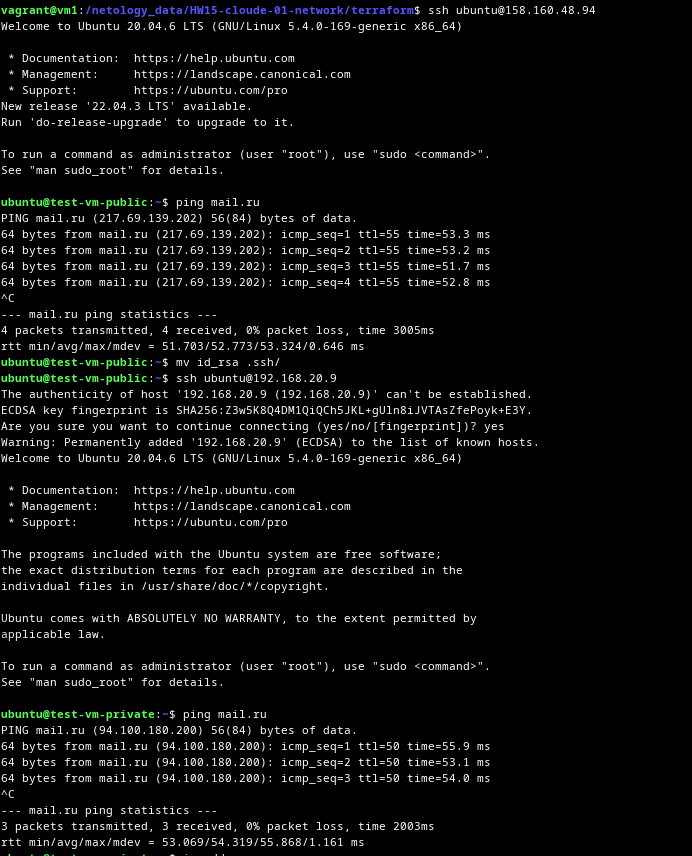 vagrant@vm1:/netology_data/HW15-cloude-01-network/terraform$ ssh ubuntu@158.160.48.94
Welcome to Ubuntu 20.04.6 LTS (GNU/Linux 5.4.0-169-generic x86_64)
* Documentation:  https://help.ubuntu.com
* Management:     https://landscape.canonical.com
* Support:        https://ubuntu.com/pro
New release '22.04.3 LTS' available.
Run 'do-release-upgrade' to upgrade to it.
To run a command as administrator (user "root"), use "sudo <command>".
See "man sudo_root" for details.
ubuntu@test-vm-public:~$ ping mail.ru
PING mail.ru (217.69.139.202) 56(84) bytes of data.
64 bytes from mail.ru (217.69.139.202): icmp_seq=1 ttl=55 time=53.3 ms
64 bytes from mail.ru (217.69.139.202): icmp_seq=2 ttl=55 time=53.2 ms
64 bytes from mail.ru (217.69.139.202): icmp_seq=3 ttl=55 time=51.7 ms
64 bytes from mail.ru (217.69.139.202): icmp_seq=4 ttl=55 time=52.8 ms
^C
--- mail.ru ping statistics ---
4 packets transmitted, 4 received, 0% packet loss, time 3005ms
rtt min/avg/max/mdev = 51.703/52.773/53.324/0.646 ms
ubuntu@test-vm-public:~$ mv id_rsa .ssh/
ubuntu@test-vm-public:~$ ssh ubuntu@192.168.20.9
The authenticity of host '192.168.20.9 (192.168.20.9)' can't be established.
ECDSA key fingerprint is SHA256:Z3w5K8Q4DM1QiQCh5JKL+gUln8iJVTAsZfePoyk+E3Y.
Are you sure you want to continue connecting (yes/no/[fingerprint])? yes
Warning: Permanently added '192.168.20.9' (ECDSA) to the list of known hosts.
Welcome to Ubuntu 20.04.6 LTS (GNU/Linux 5.4.0-169-generic x86_64)
* Documentation:  https://help.ubuntu.com
* Management:     https://landscape.canonical.com
* Support:        https://ubuntu.com/pro
The programs included with the Ubuntu system are free software;
the exact distribution terms for each program are described in the
individual files in /usr/share/doc/*/copyright.
Ubuntu comes with ABSOLUTELY NO WARRANTY, to the extent permitted by
applicable law.
To run a command as administrator (user "root"), use "sudo <command>".
See "man sudo_root" for details.
ubuntu@test-vm-private:~$ ping mail.ru
PING mail.ru (94.100.180.200) 56(84) bytes of data.
64 bytes from mail.ru (94.100.180.200): icmp_seq=1 ttl=50 time=55.9 ms
64 bytes from mail.ru (94.100.180.200): icmp_seq=2 ttl=50 time=53.1 ms
64 bytes from mail.ru (94.100.180.200): icmp_seq=3 ttl=50 time=54.0 ms
^C
--- mail.ru ping statistics ---
3 packets transmitted, 3 received, 0% packet loss, time 2003ms
rtt min/avg/max/mdev = 53.069/54.319/55.868/1.161 ms